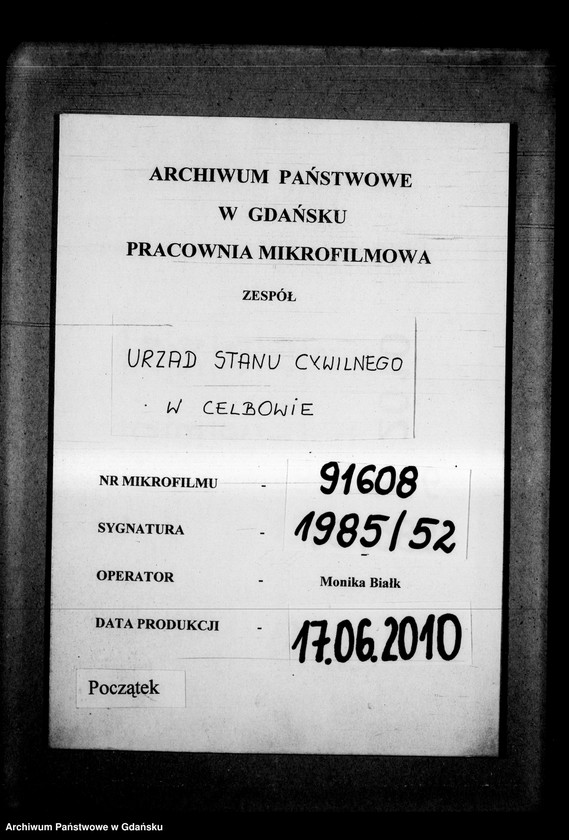 ARCHIWUM PAŃSTWOWE
W GDAŃSKU
PRACOWNIA MIKROFILMOWA
ZESPÓŁ
URZAD STANU CYWILNEGO
W CELBOWIE
NR MIKROFILMU - 91608
SYGNATURA - 1985/52
OPERATOR - Monika Białk
DATA PRODUKCJI - 17.06.2010
Początek
Archiwum Państwowe w Gdańsku